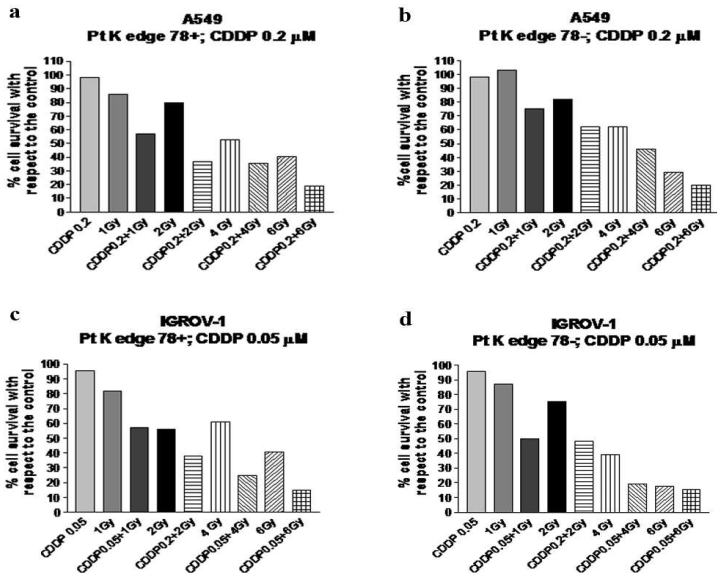 a
A549
Pt K edge 78+; CDDP 0.2 µM
% cell survival with
respect to the control
110
100
90
80
70
60
50
40
30
20
10
0
CDDP 0.2
1Gy
CDDP0.2+1Gy
2Gy
CDDP0.2+2Gy
4 Gy
CDDP0.2+4Gy
6Gy
CDDP0.2+6Gy
b
A549
Pt K edge 78-; CDDP 0.2 µM
%cell survival with
respect to the control
110
100
90
80
70
60
50
40
30
20
10
0
CDDP 0.2
1Gy
CDDP0.2+1Gy
2Gy
CDDP0.2+2Gy
4 Gy
CDDP0.2+4Gy
6Gy
CDDP0.2+6Gy
c
IGROV-1
Pt K edge 78+; CDDP 0.05 µM
% cell survival with
respect to the control
100
90
80
70
60
50
40
30
20
10
0
CDDP 0.05
1Gy
CDDP0.05+1Gy
2Gy
CDDP0.2+2Gy
4 Gy
CDDP0.05+4Gy
6Gy
CDDP0.05+6Gy
d
IGROV-1
Pt K edge 78-; CDDP 0.05 µM
% cell survival with
respect to the control
100
90
80
70
60
50
40
30
20
10
0
CDDP 0.05
1Gy
CDDP0.05+1Gy
2Gy
CDDP0.2+2Gy
4 Gy
CDDP0.05+4Gy
6Gy
CDDP0.05+6Gy